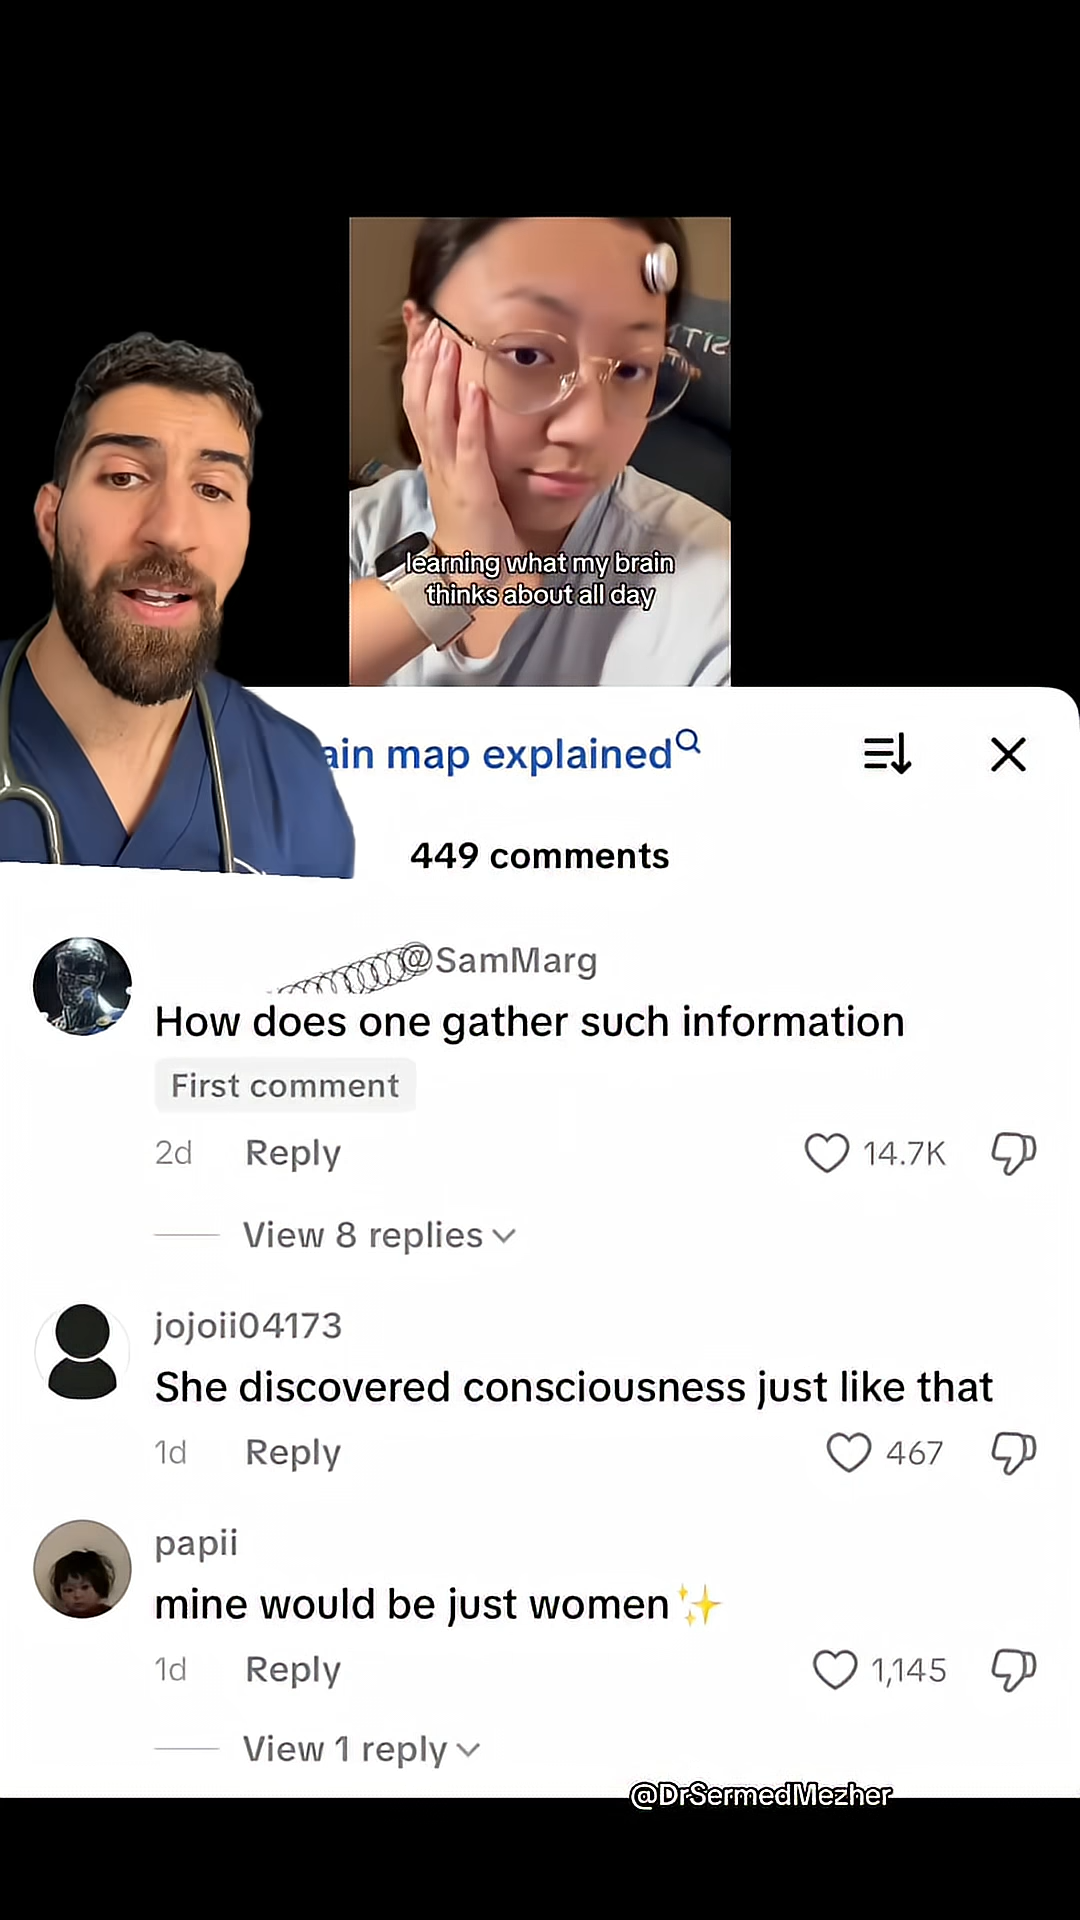 TIS
learning what my brain
thinks about all day
ain map explained
449 comments
@SamMarg
How does one gather such information
First comment
2d Reply 14.7K
View 8 replies
jojoii04173
She discovered consciousness just like that
1d Reply 467
papii
mine would be just women✨
1d Reply 1,145
View 1 reply
@DrSermedMezher